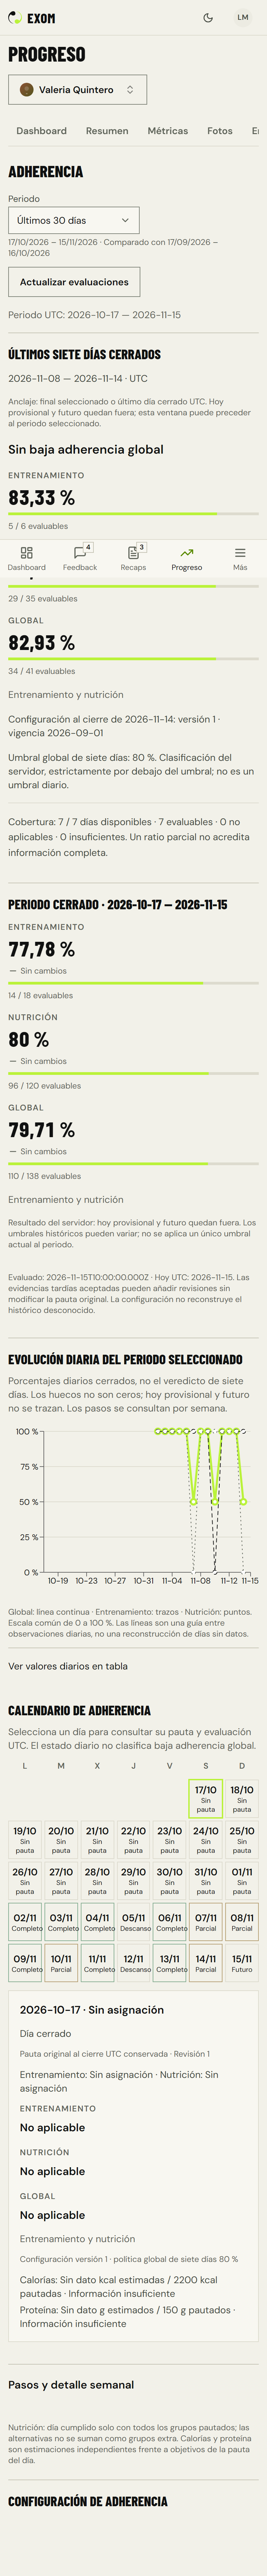 EXOM
LM
PROGRESO
Valeria Quintero
Dashboard Resumen Métricas Fotos
ADHERENCIA
Periodo
Últimos 30 días
17/10/2026 – 15/11/2026 · Comparado con 17/09/2026 –
16/10/2026
Actualizar evaluaciones
Periodo UTC: 2026-10-17 — 2026-11-15
ÚLTIMOS SIETE DÍAS CERRADOS
2026-11-08 — 2026-11-14 · UTC
Anclaje: final seleccionado o último día cerrado UTC. Hoy
provisional y futuro quedan fuera; esta ventana puede preceder
al periodo seleccionado.
Sin baja adherencia global
ENTRENAMIENTO
83,33 %
5 / 6 evaluables
4
3
Dashboard Feedback Recaps Progreso Más
29 / 35 evaluables
GLOBAL
82,93 %
34 / 41 evaluables
Entrenamiento y nutrición
Configuración al cierre de 2026-11-14: versión 1 ·
vigencia 2026-09-01
Umbral global de siete días: 80 %. Clasificación del
servidor, estrictamente por debajo del umbral; no es un
umbral diario.
Cobertura: 7 / 7 días disponibles · 7 evaluables · 0 no
aplicables · 0 insuficientes. Un ratio parcial no acredita
información completa.
PERIODO CERRADO · 2026-10-17 — 2026-11-15
ENTRENAMIENTO
77,78 %
— Sin cambios
14 / 18 evaluables
NUTRICIÓN
80 %
— Sin cambios
96 / 120 evaluables
GLOBAL
79,71 %
— Sin cambios
110 / 138 evaluables
Entrenamiento y nutrición
Resultado del servidor: hoy provisional y futuro quedan fuera. Los
umbrales históricos pueden variar; no se aplica un único umbral
actual al periodo.
Evaluado: 2026-11-15T10:00:00.000Z · Hoy UTC: 2026-11-15. Las
evidencias tardías aceptadas pueden añadir revisiones sin
modificar la pauta original. La configuración no reconstruye el
histórico desconocido.
EVOLUCIÓN DIARIA DEL PERIODO SELECCIONADO
Porcentajes diarios cerrados, no el veredicto de siete
días. Los huecos no son ceros; hoy provisional y futuro
no se trazan. Los pasos se consultan por semana.
100 %
75 %
50 %
25 %
0 %
10-19 10-23 10-27 10-31 11-04 11-08 11-12 11-15
Global: línea continua · Entrenamiento: trazos · Nutrición: puntos.
Escala común de 0 a 100 %. Las líneas son una guía entre
observaciones diarias, no una reconstrucción de días sin datos.
Ver valores diarios en tabla
CALENDARIO DE ADHERENCIA
Selecciona un día para consultar su pauta y evaluación
UTC. El estado diario no clasifica baja adherencia global.
L M X J V S D
17/10 18/10
Sin Sin
pauta pauta
19/10 20/10 21/10 22/10 23/10 24/10 25/10
Sin Sin Sin Sin Sin Sin Sin
pauta pauta pauta pauta pauta pauta pauta
26/10 27/10 28/10 29/10 30/10 31/10 01/11
Sin Sin Sin Sin Sin Sin Sin
pauta pauta pauta pauta pauta pauta pauta
02/11 03/11 04/11 05/11 06/11 07/11 08/11
Completo Completo Completo Descanso Completo Parcial Parcial
09/11 10/11 11/11 12/11 13/11 14/11 15/11
Completo Parcial Completo Descanso Completo Parcial Futuro
2026-10-17 · Sin asignación
Día cerrado
Pauta original al cierre UTC conservada · Revisión 1
Entrenamiento: Sin asignación · Nutrición: Sin
asignación
ENTRENAMIENTO
No aplicable
NUTRICIÓN
No aplicable
GLOBAL
No aplicable
Entrenamiento y nutrición
Configuración versión 1 · política global de siete días 80 %
Calorías: Sin dato kcal estimadas / 2200 kcal
pautadas · Información insuficiente
Proteína: Sin dato g estimados / 150 g pautados ·
Información insuficiente
Pasos y detalle semanal
Nutrición: día cumplido solo con todos los grupos pautados; las
alternativas no se suman como grupos extra. Calorías y proteína
son estimaciones independientes frente a objetivos de la pauta
del día.
CONFIGURACIÓN DE ADHERENCIA